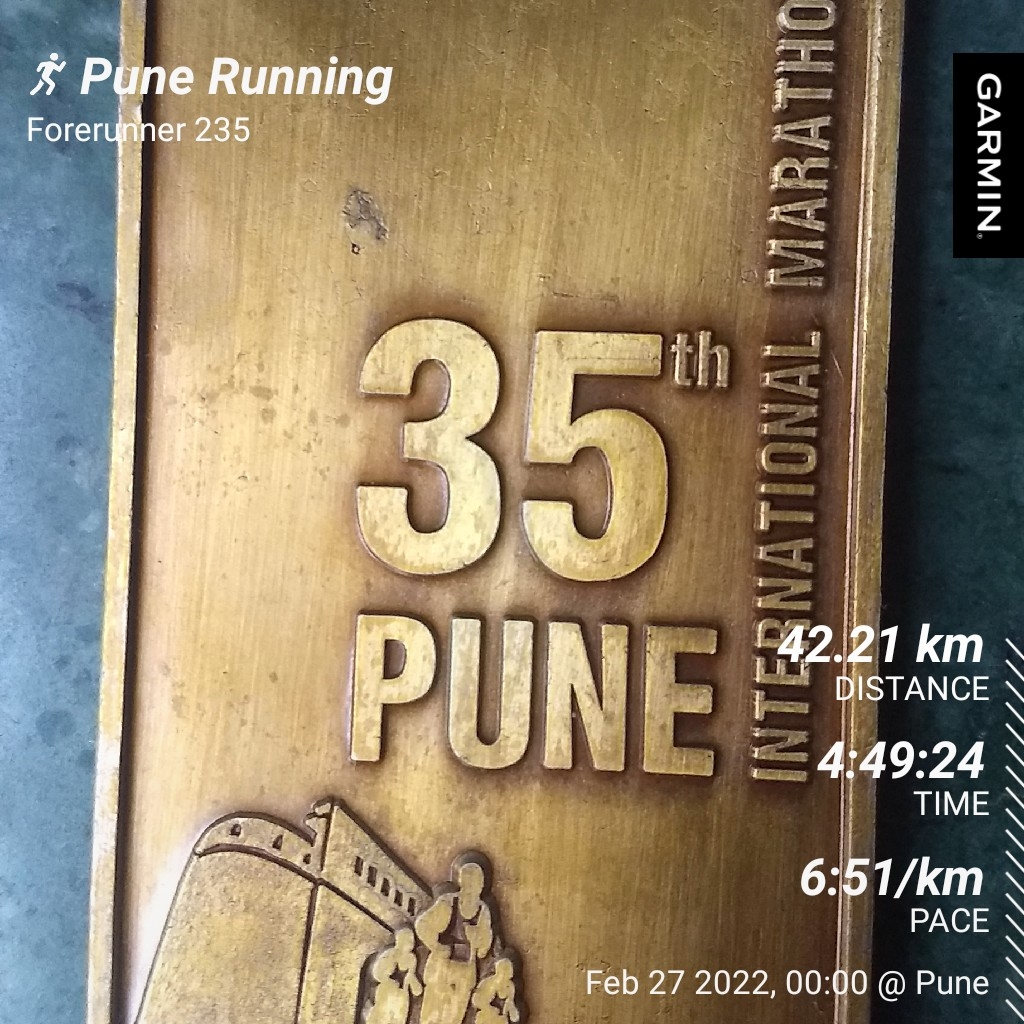 Pune Running
Forerunner 235
GARMIN
35th
PUNE
INTERNATIONAL
42.21 km
DISTANCE
4:49:24
TIME
6:51/km
PACE
Feb 27 2022, 00:00 @ Pune